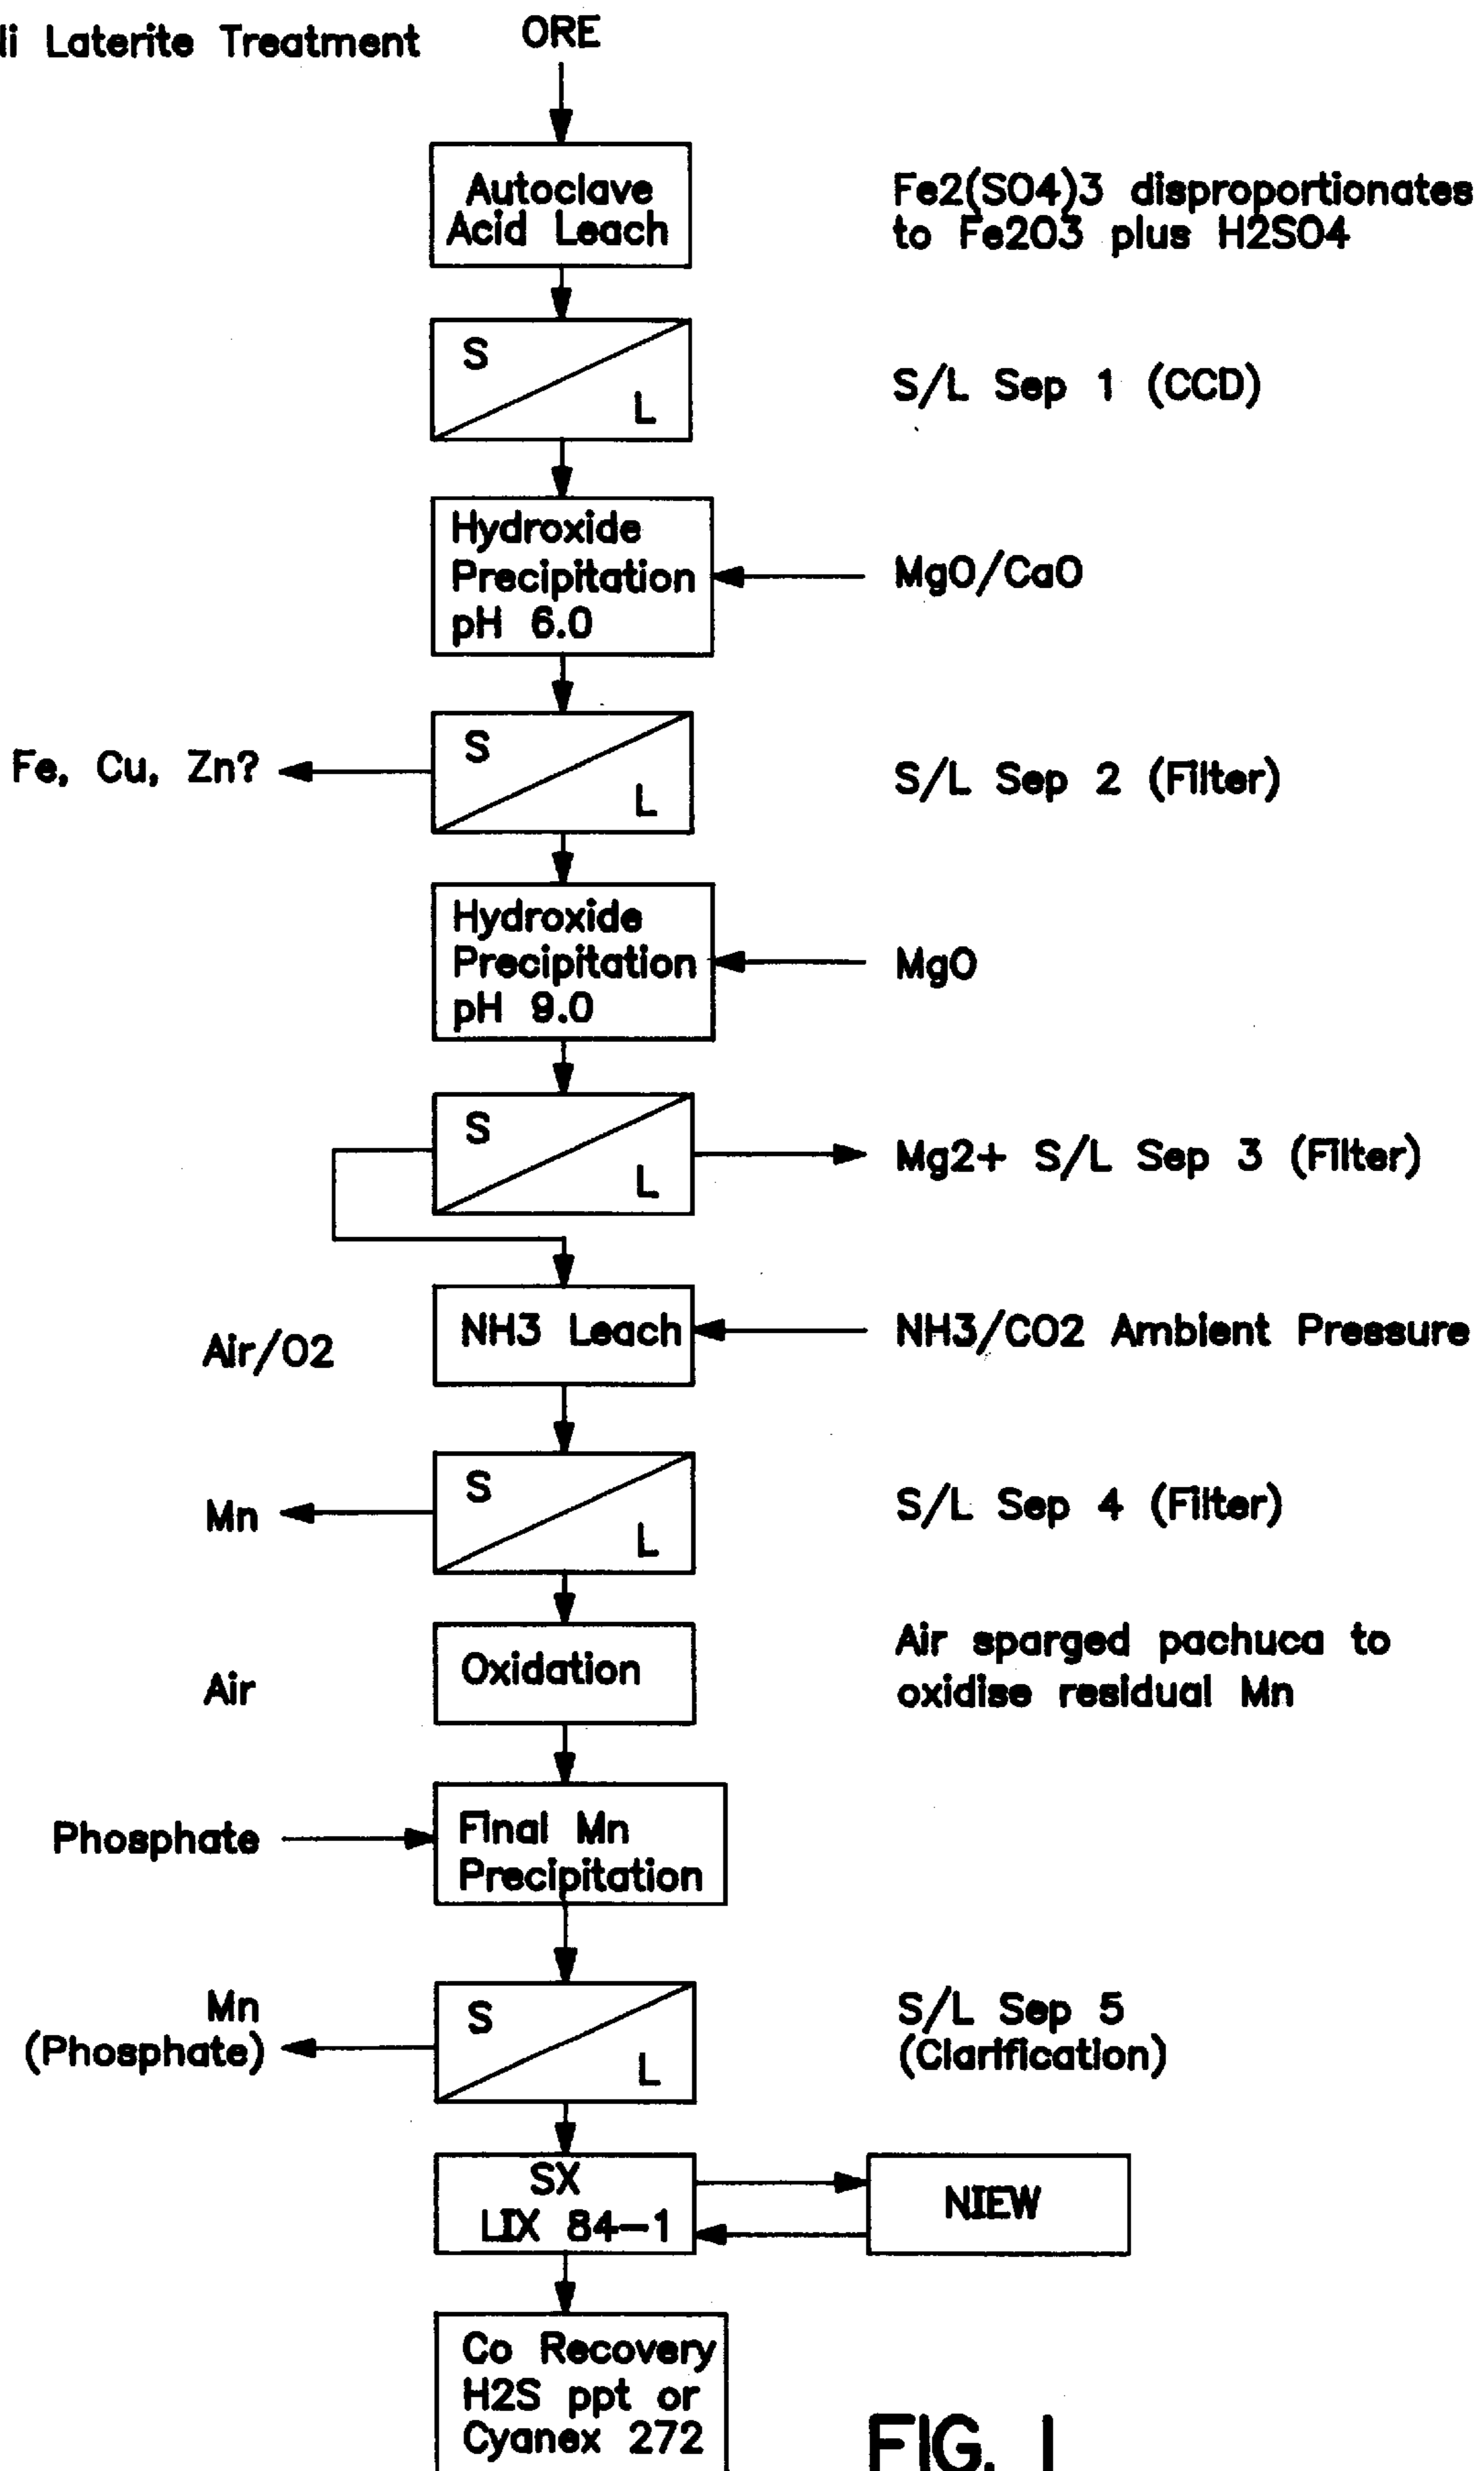 li Laterite Treatment
ORE
Autoclave
Acid Leach
Fe2(SO4)3 disproportionates
to Fe2O3 plus H2SO4
S
L
S/L Sep 1 (CCD)
Hydroxide
Precipitation
pH 6.0
MgO/CaO
Fe, Cu, Zn?
S
L
S/L Sep 2 (Filter)
Hydroxide
Precipitation
pH 9.0
MgO
S
L
Mg2+ S/L Sep 3 (Filter)
Air/O2
NH3 Leach
NH3/CO2 Ambient Pressure
Mn
S
L
S/L Sep 4 (Filter)
Air
Oxidation
Air sparged pachuca to
oxidise residual Mn
Phosphate
Final Mn
Precipitation
Mn
(Phosphate)
S
L
S/L Sep 5
(Clarification)
SX
LIX 84-1
NIEW
Co Recovery
H2S ppt or
Cyanex 272
FIG. 1